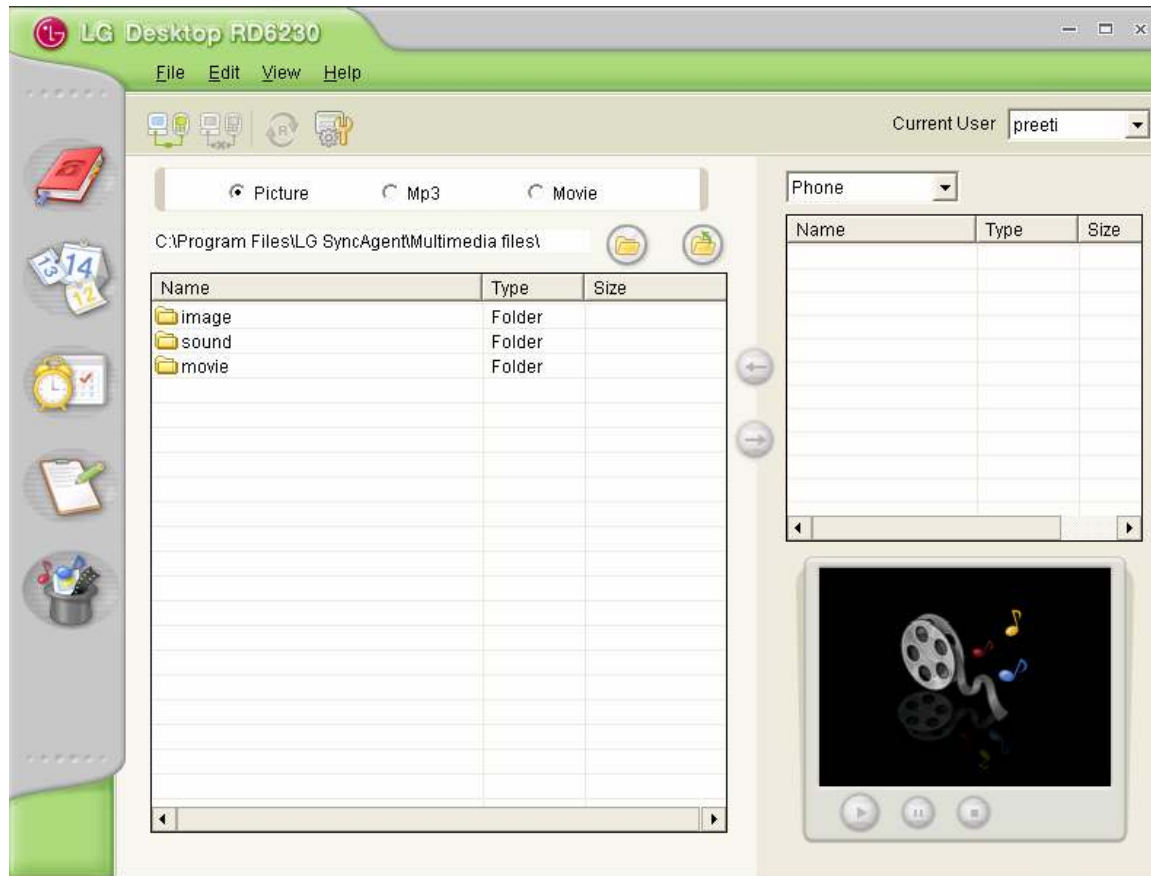 LG Desktop RD6230
File Edit View Help
Current User preeti
Picture Mp3 Movie
Phone
C:\Program Files\LG SyncAgent\Multimedia files\
Name Type Size
image Folder
sound Folder
movie Folder
Name Type Size